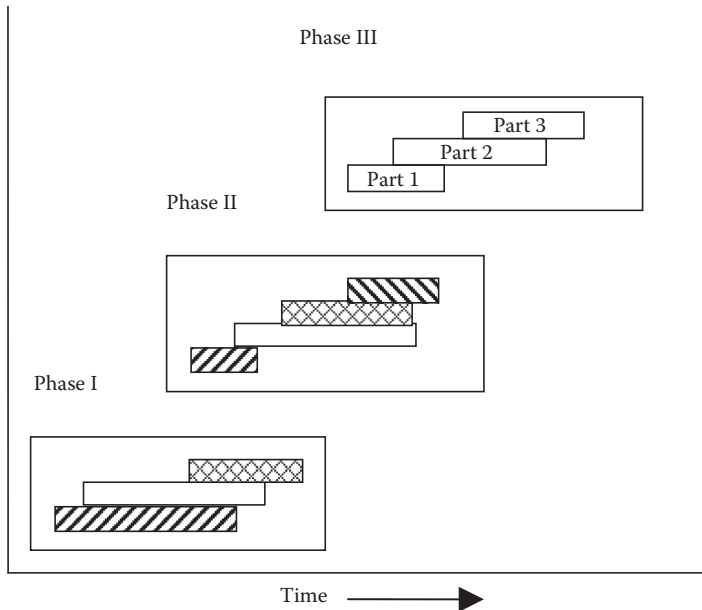 Phase III
Part 3
Part 2
Part 1
Phase II
Phase I
Time